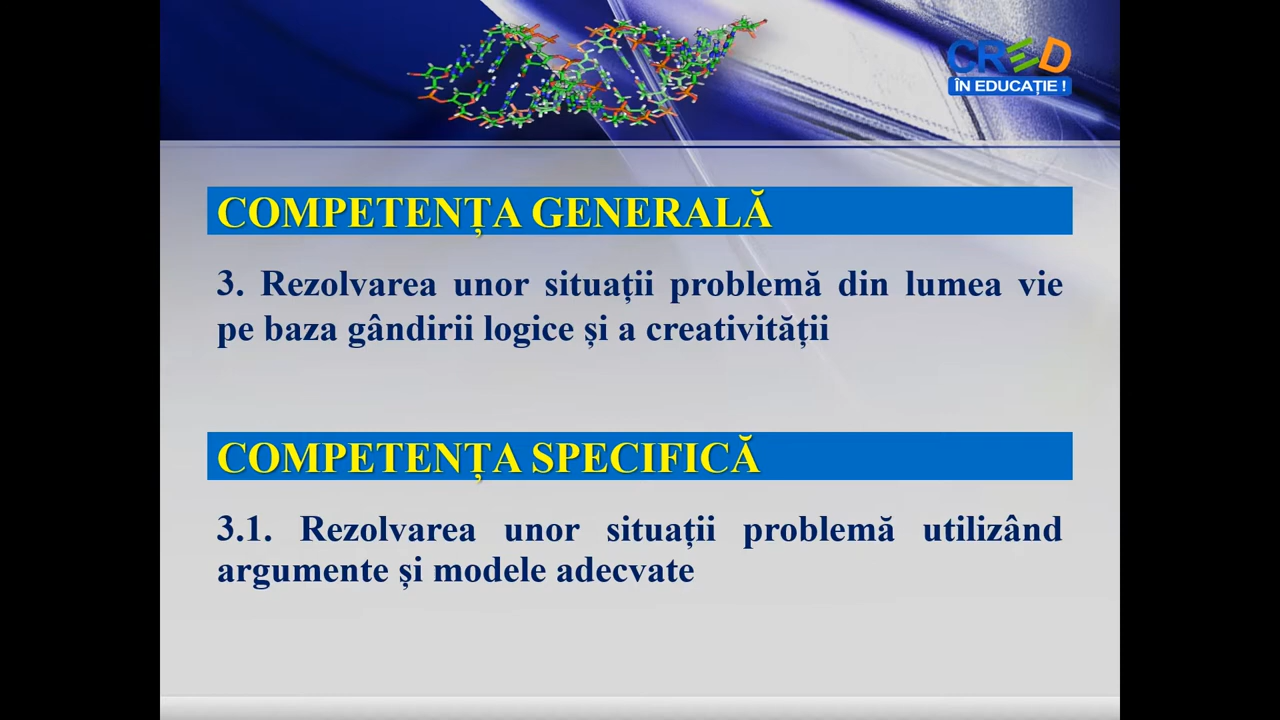 CRED
ÎN EDUCAȚIE !
COMPETENȚA GENERALĂ
3. Rezolvarea unor situații problemă din lumea vie
pe baza gândirii logice și a creativității
COMPETENȚA SPECIFICĂ
3.1. Rezolvarea unor situații problemă utilizând
argumente și modele adecvate